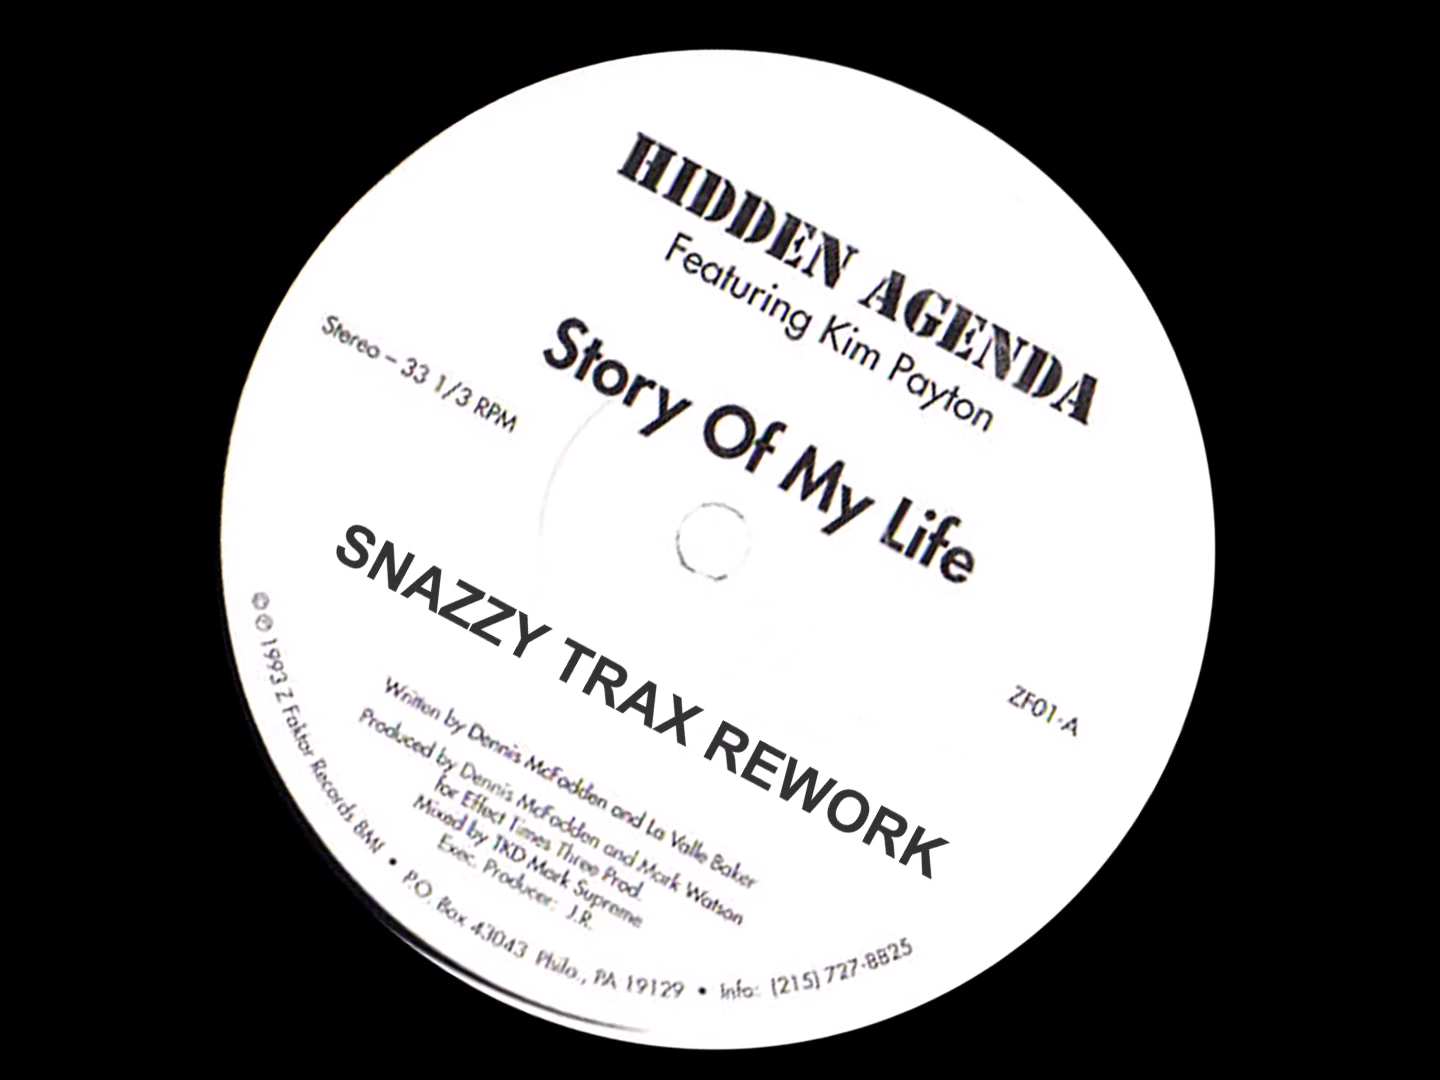 HIDDEN AGENDA
Featuring Kim Payton
Story Of My Life
Stereo – 33 1/3 RPM
ZF01-A
SNAZZY TRAX REWORK
Written by Dennis McFadden and La Valle Baker
Produced by Dennis McFadden and Mark Watson
for Effect Times Three Prod.
Mixed by TKD Mark Supreme
Exec. Producer: J.R.
© ℗ 1993 Z Faktor Records BMI • P.O. Box 43043 Phila., PA 19129 • Info: (215) 727-8825